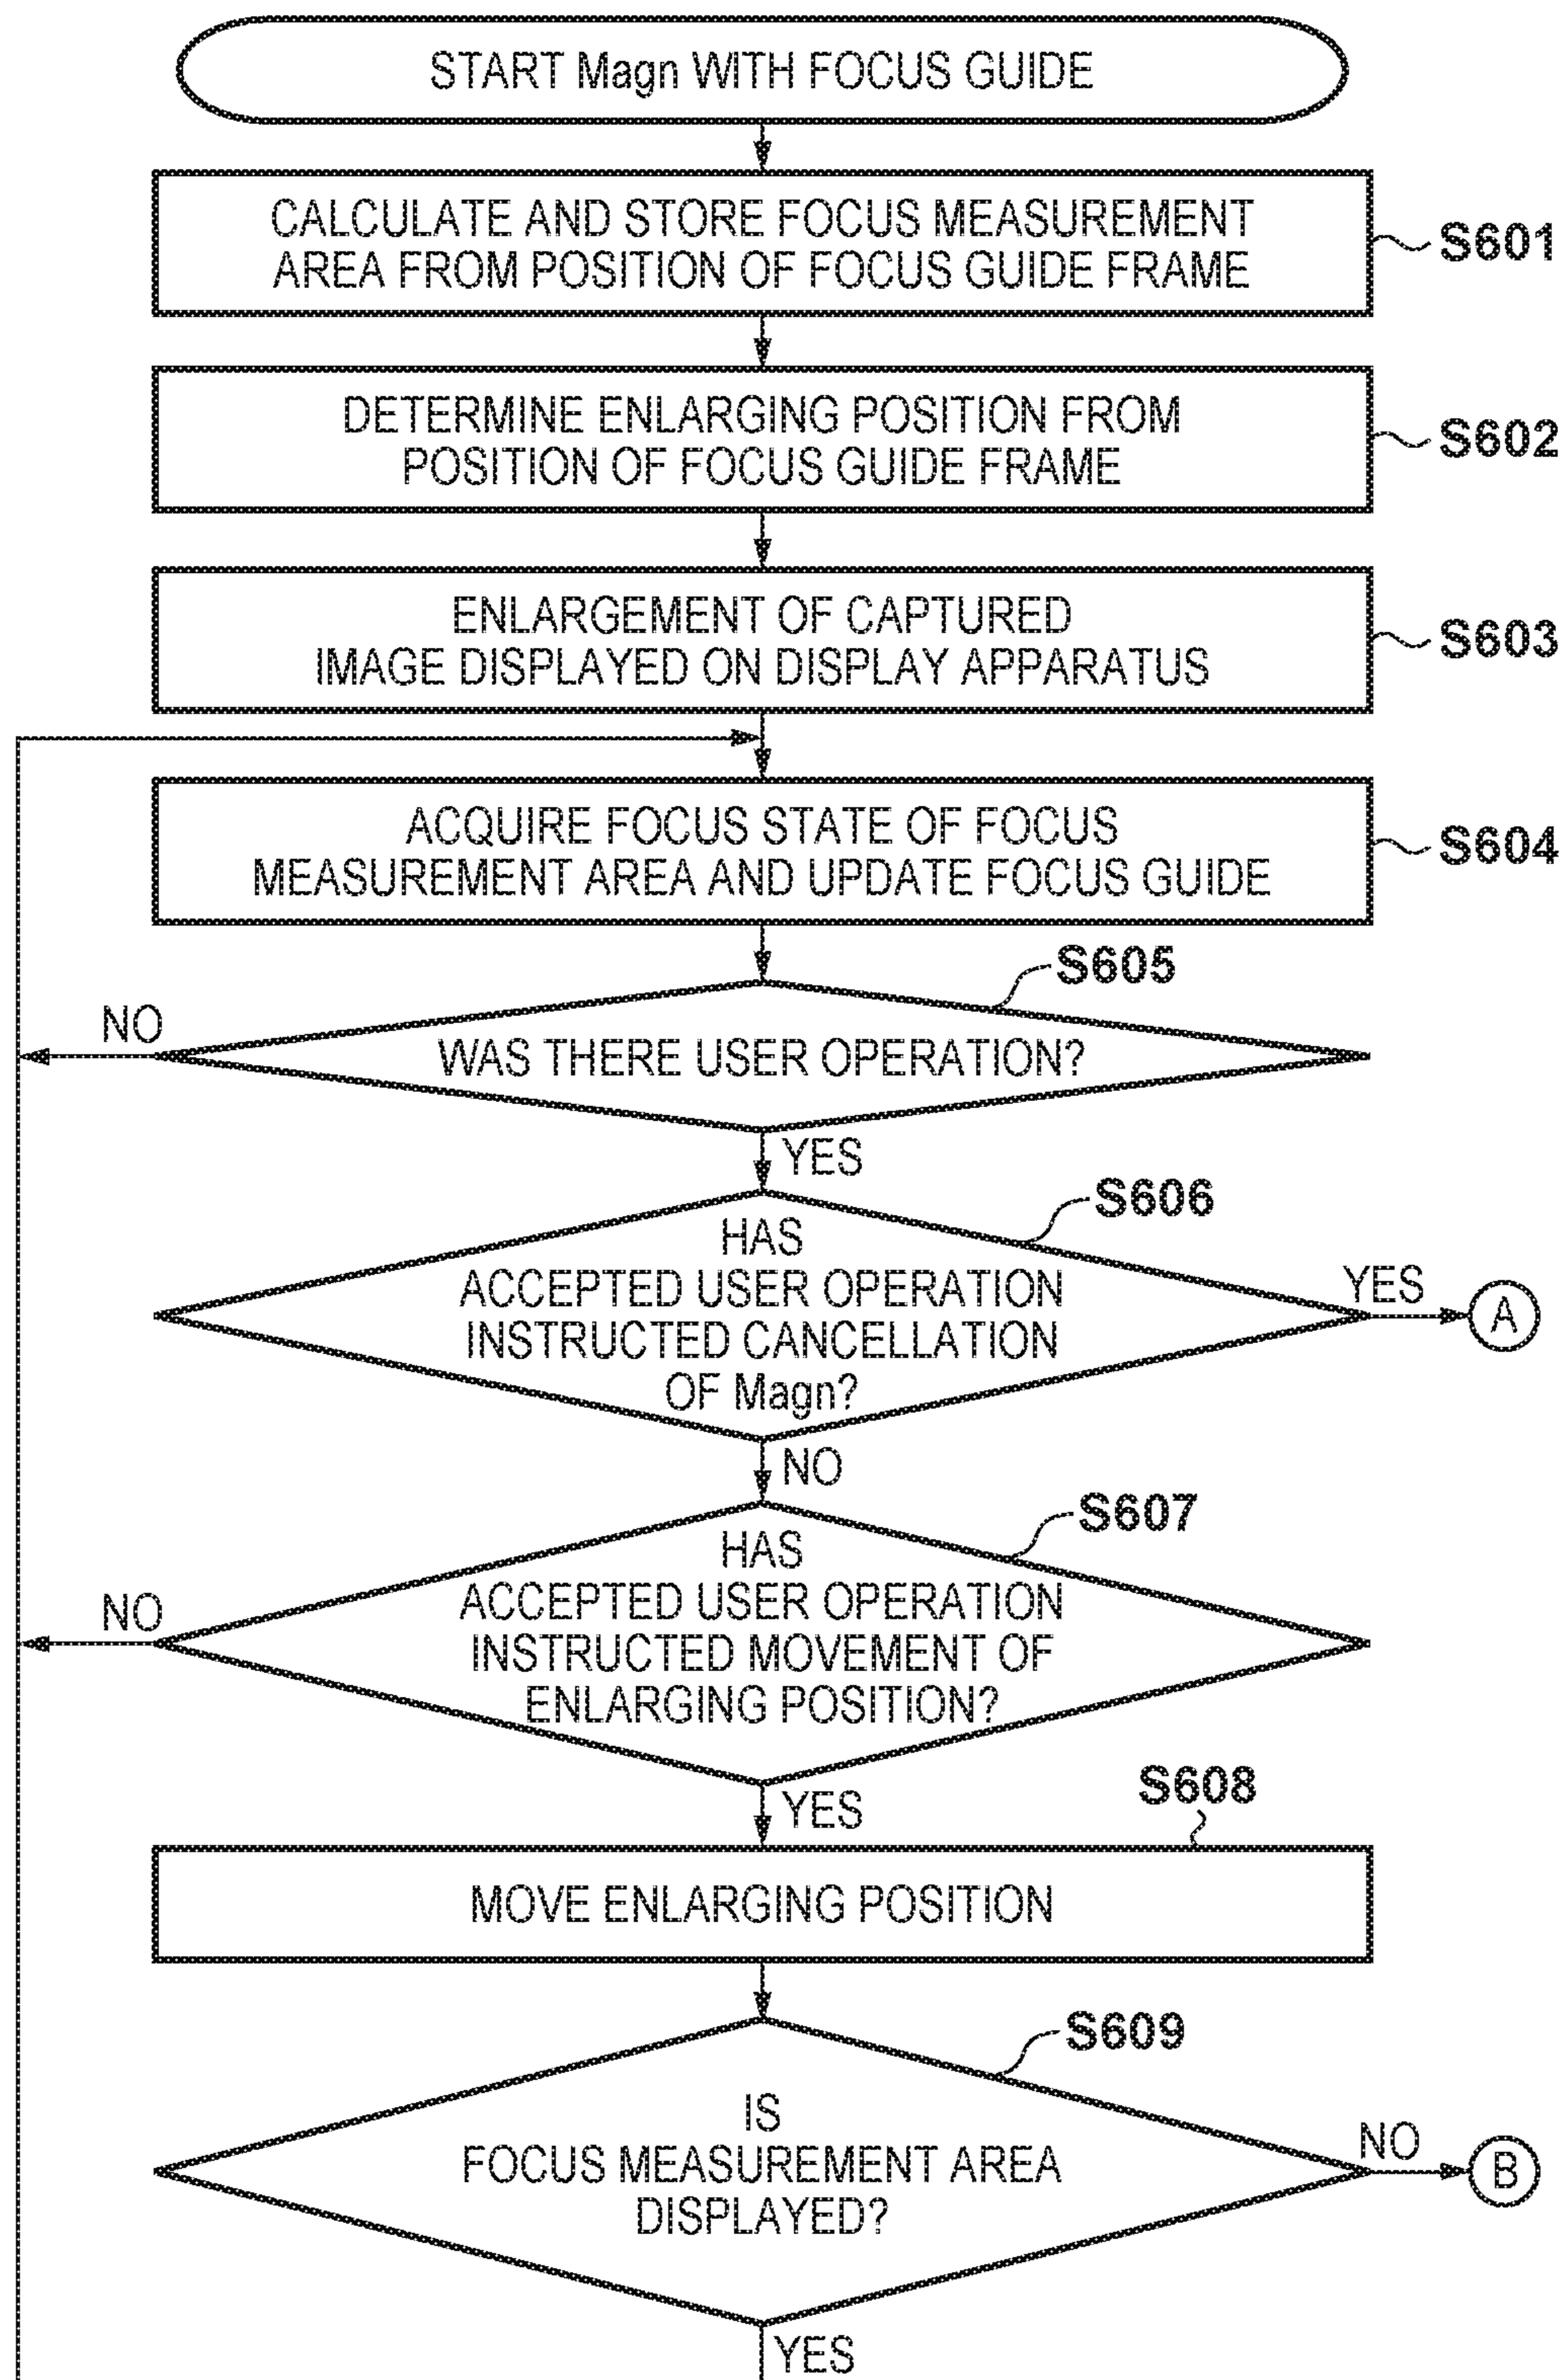 START Magn WITH FOCUS GUIDE
CALCULATE AND STORE FOCUS MEASUREMENT
AREA FROM POSITION OF FOCUS GUIDE FRAME
S601
DETERMINE ENLARGING POSITION FROM
POSITION OF FOCUS GUIDE FRAME
S602
ENLARGEMENT OF CAPTURED
IMAGE DISPLAYED ON DISPLAY APPARATUS
S603
ACQUIRE FOCUS STATE OF FOCUS
MEASUREMENT AREA AND UPDATE FOCUS GUIDE
S604
S605
NO
WAS THERE USER OPERATION?
YES
S606
HAS
ACCEPTED USER OPERATION
INSTRUCTED CANCELLATION
OF Magn?
YES
A
NO
S607
HAS
ACCEPTED USER OPERATION
INSTRUCTED MOVEMENT OF
ENLARGING POSITION?
NO
YES
S608
MOVE ENLARGING POSITION
S609
IS
FOCUS MEASUREMENT AREA
DISPLAYED?
NO
B
YES